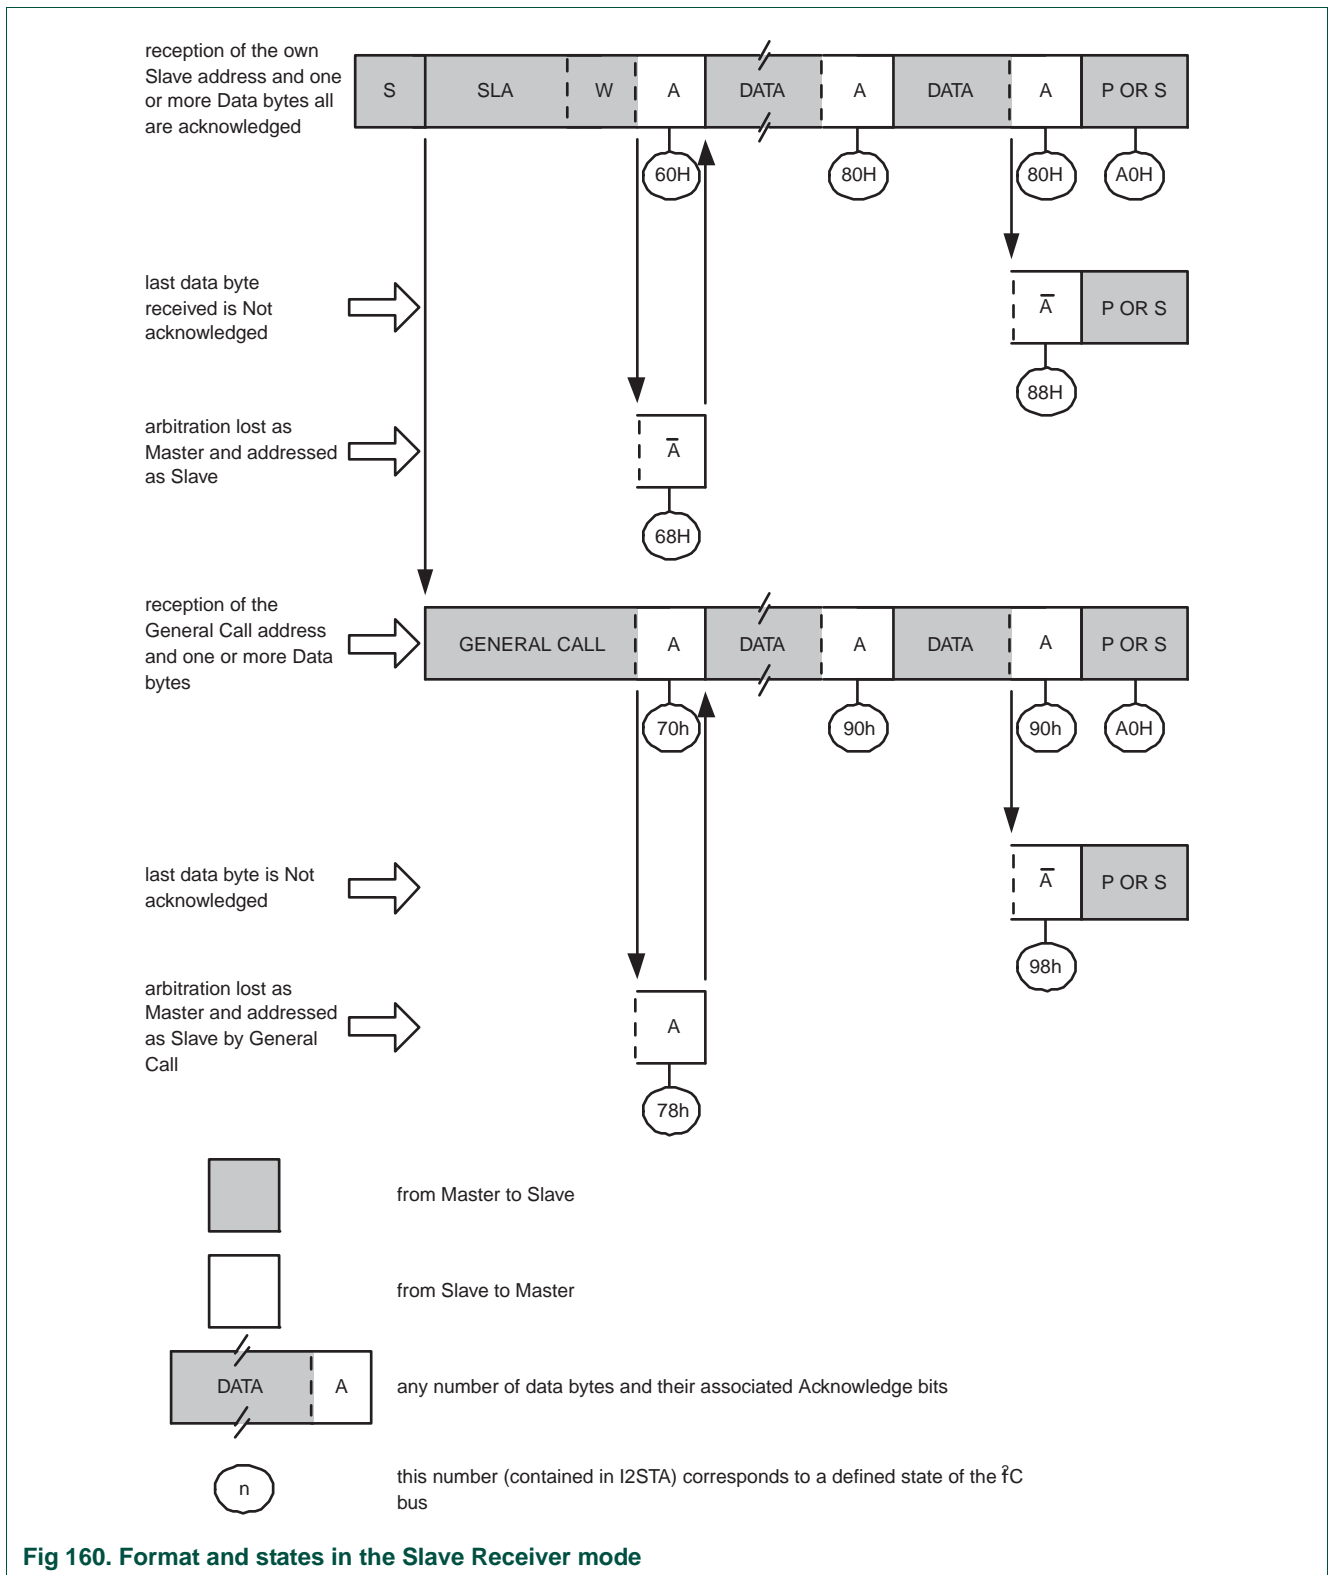 reception of the own
Slave address and one
or more Data bytes all
are acknowledged
S SLA W A DATA A DATA A P OR S
60H 80H 80H A0H
last data byte
received is Not
acknowledged
A̅ P OR S
88H
arbitration lost as
Master and addressed
as Slave
A̅
68H
reception of the
General Call address
and one or more Data
bytes
GENERAL CALL A DATA A DATA A P OR S
70h 90h 90h A0H
last data byte is Not
acknowledged
A̅ P OR S
98h
arbitration lost as
Master and addressed
as Slave by General
Call
A
78h
from Master to Slave
from Slave to Master
DATA A any number of data bytes and their associated Acknowledge bits
n this number (contained in I2STA) corresponds to a defined state of the I²C
bus
Fig 160. Format and states in the Slave Receiver mode